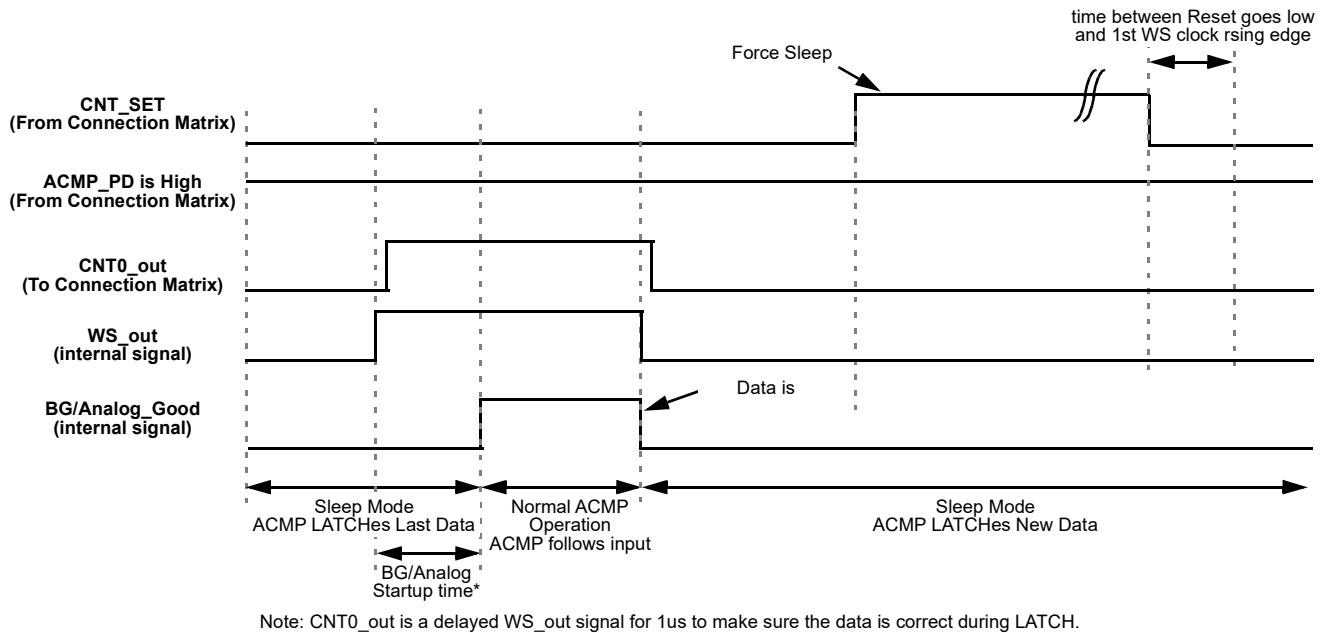 time between Reset goes low
and 1st WS clock rsing edge
Force Sleep
CNT_SET
(From Connection Matrix)
ACMP_PD is High
(From Connection Matrix)
CNT0_out
(To Connection Matrix)
WS_out
(internal signal)
Data is
BG/Analog_Good
(internal signal)
Sleep Mode
ACMP LATCHes Last Data
Normal ACMP
Operation
ACMP follows input
Sleep Mode
ACMP LATCHes New Data
BG/Analog
Startup time*
Note: CNT0_out is a delayed WS_out signal for 1us to make sure the data is correct during LATCH.